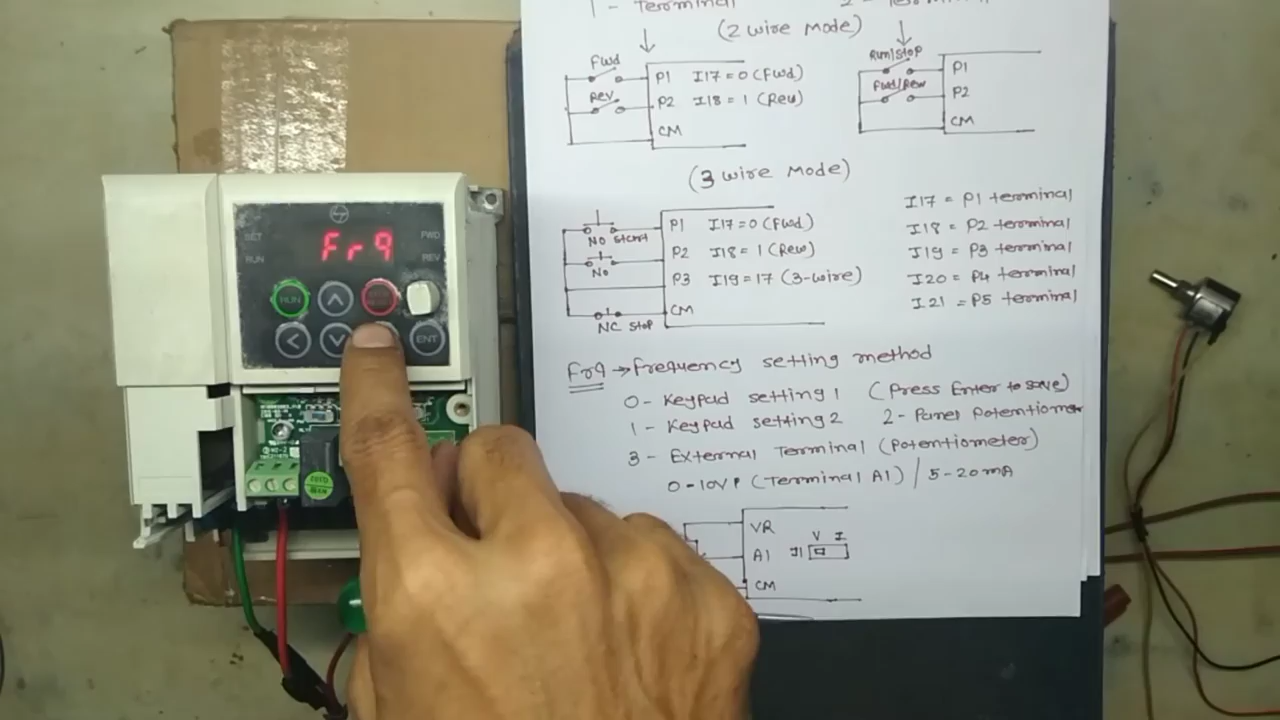 1 - Terminal
(2 wire Mode)
Fwd
P1 I17=0 (Fwd)
Rev
P2 I18=1 (Rev)
CM
Run/Stop
P1
Fwd/Rev
P2
CM
(3 wire Mode)
P1 I17=0 (Fwd)
NO Start
P2 I18=1 (Rev)
No
P3 I19=17 (3-wire)
CM
NC Stop
I17 = P1 terminal
I18 = P2 terminal
I19 = P3 terminal
I20 = P4 terminal
I21 = P5 terminal
Frq → Frequency setting method
0 - Keypad setting 1 (Press Enter to save)
1 - Keypad setting 2 2 - Panel Potentiomer
3 - External Terminal (Potentiometer)
0-10VP (Terminal A1) / 5-20mA
VR
A1
CM
V I
J1
SET
RUN
Frq
FWD
REV
RUN
ENT